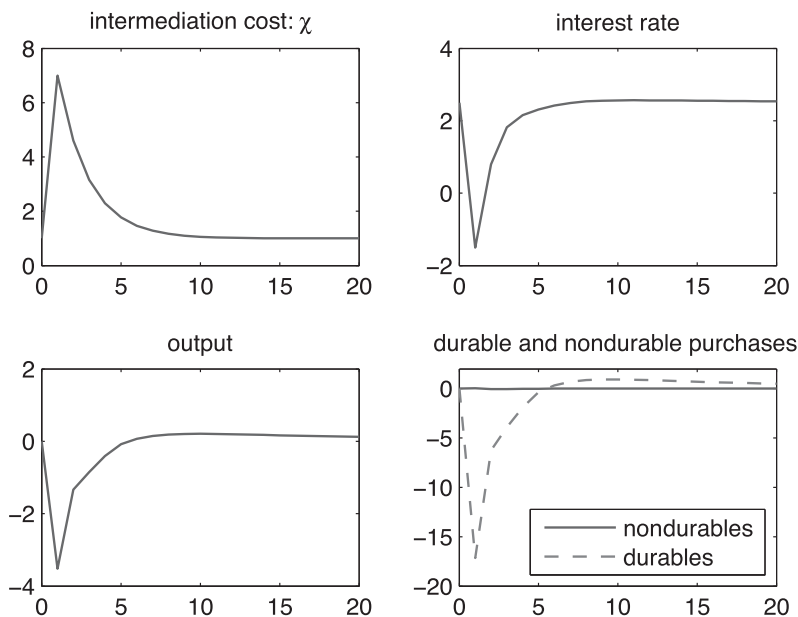 intermediation cost: χ
8
6
4
2
0
0 5 10 15 20
interest rate
4
2
0
−2
0 5 10 15 20
output
2
0
−2
−4
0 5 10 15 20
durable and nondurable purchases
0
−5
−10
−15
−20
nondurables
durables
0 5 10 15 20